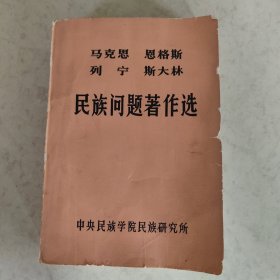 马克思 恩格斯
列宁 斯大林
民族问题著作选
中央民族学院民族研究所